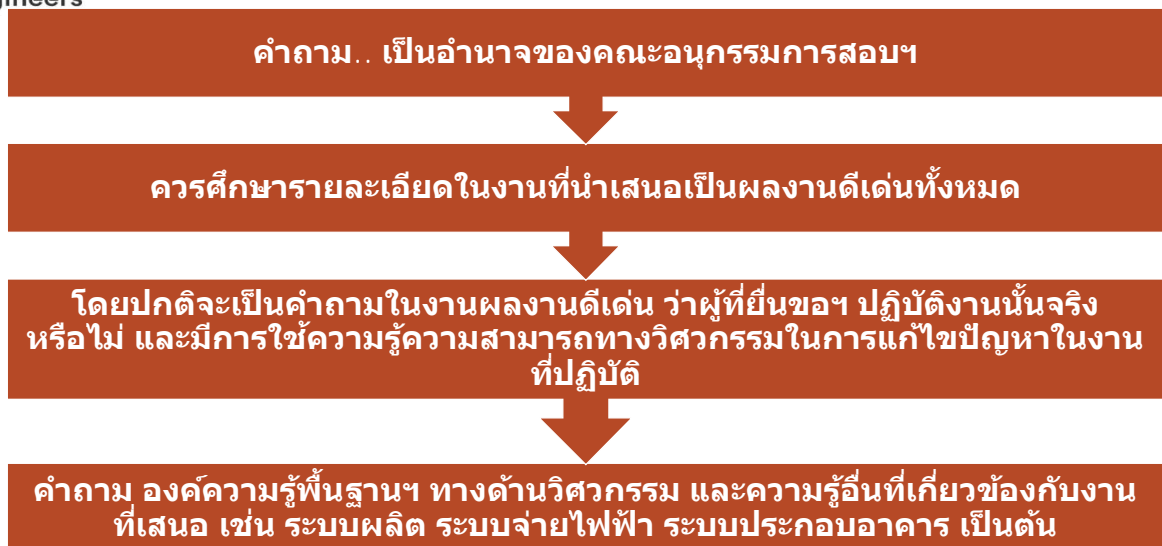 คำถาม.. เป็นอำนาจของคณะอนุกรรมการสอบฯ
ควรศึกษารายละเอียดในงานที่นำเสนอเป็นผลงานดีเด่นทั้งหมด
โดยปกติจะเป็นคำถามในงานผลงานดีเด่น ว่าผู้ที่ยื่นขอฯ ปฏิบัติงานนั้นจริง
หรือไม่ และมีการใช้ความรู้ความสามารถทางวิศวกรรมในการแก้ไขปัญหาในงาน
ที่ปฏิบัติ
คำถาม องค์ความรู้พื้นฐานฯ ทางด้านวิศวกรรม และความรู้อื่นที่เกี่ยวข้องกับงาน
ที่เสนอ เช่น ระบบผลิต ระบบจ่ายไฟฟ้า ระบบประกอบอาคาร เป็นต้น